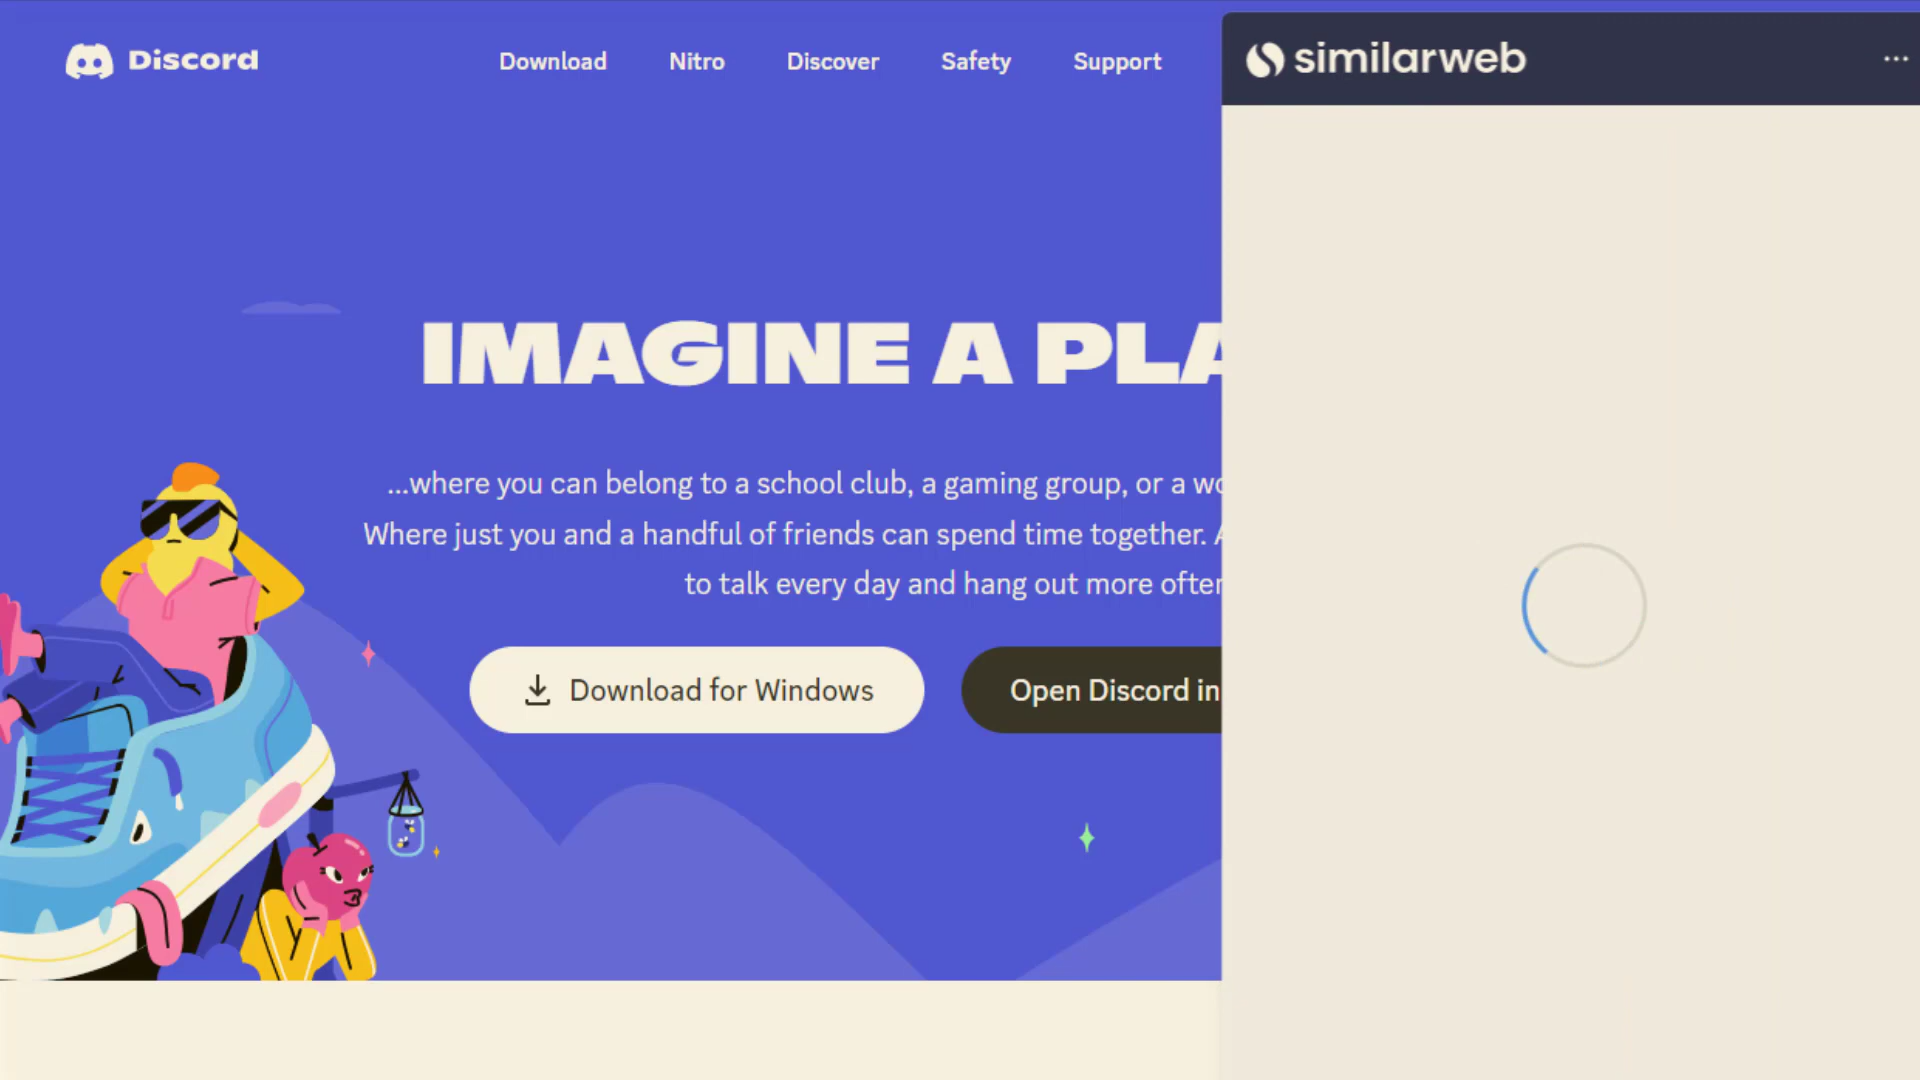 Discord
Download Nitro Discover Safety Support
similarweb
IMAGINE A PLA
...where you can belong to a school club, a gaming group, or a wo
Where just you and a handful of friends can spend time together. A
to talk every day and hang out more often
Download for Windows
Open Discord in